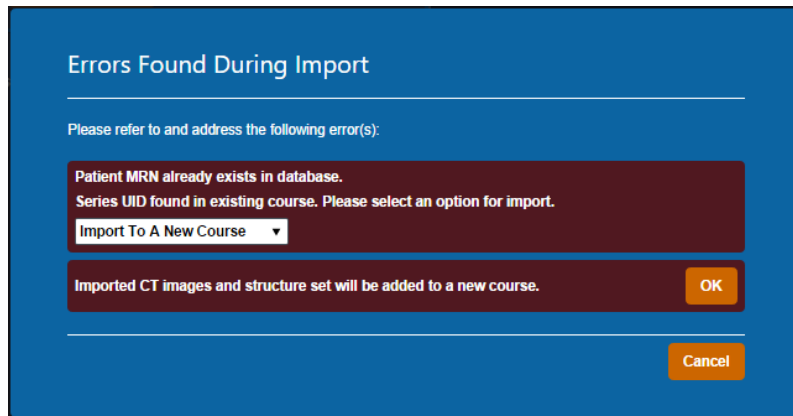 Errors Found During Import
Please refer to and address the following error(s):
Patient MRN already exists in database.
Series UID found in existing course. Please select an option for import.
Import To A New Course
Imported CT images and structure set will be added to a new course.
OK
Cancel